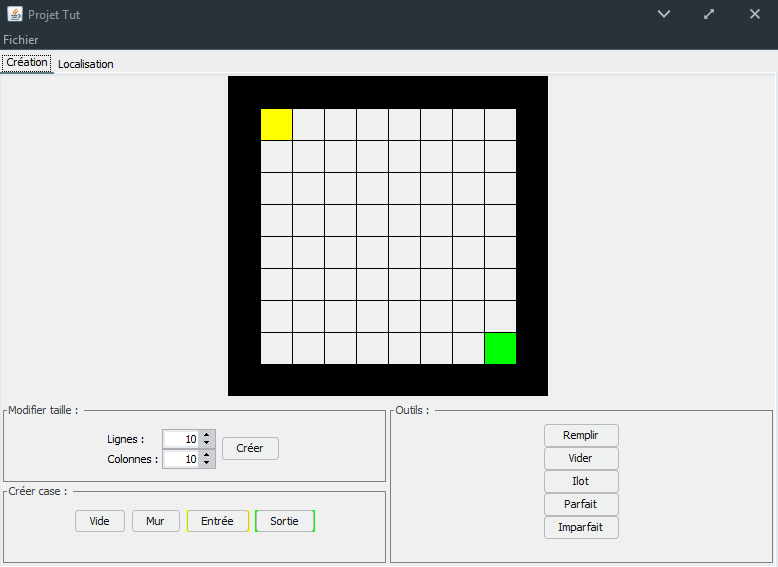 Projet Tut
Fichier
Création Localisation
Modifier taille :
Lignes : 10
Colonnes : 10
Créer
Créer case :
Vide Mur Entrée Sortie
Outils :
Remplir
Vider
Ilot
Parfait
Imparfait